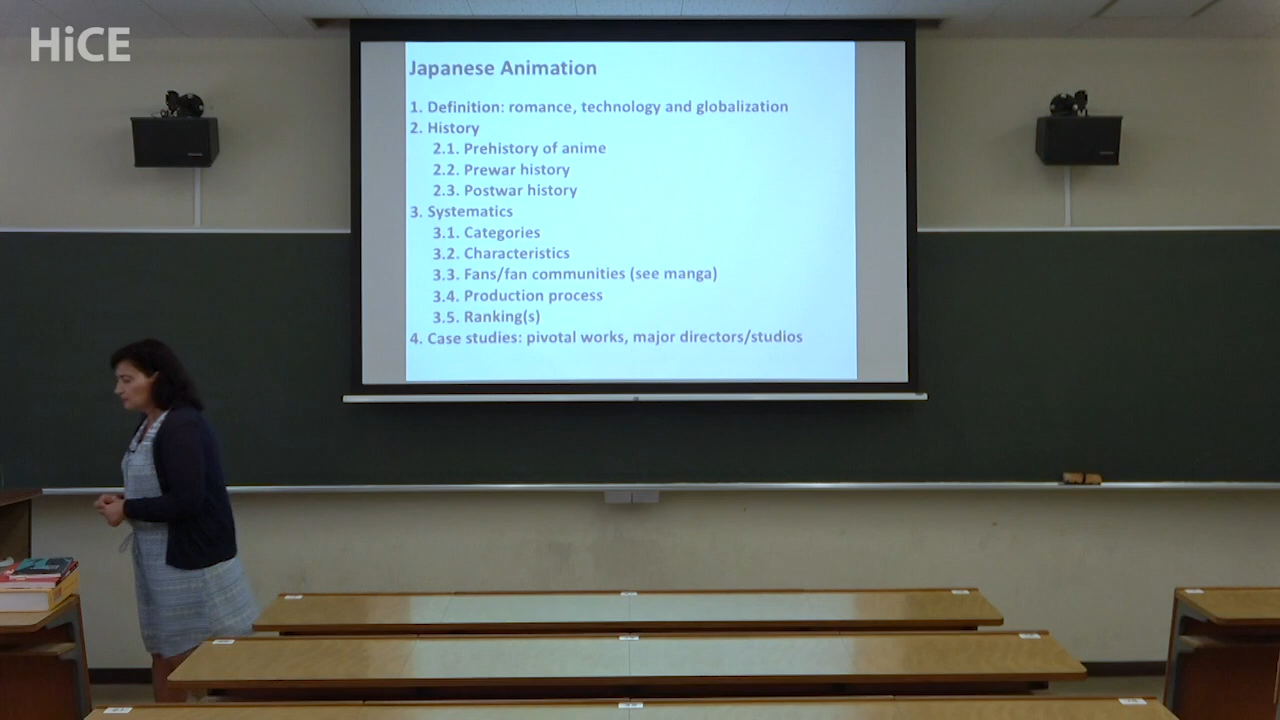 HiCE
Japanese Animation
1. Definition: romance, technology and globalization
2. History
2.1. Prehistory of anime
2.2. Prewar history
2.3. Postwar history
3. Systematics
3.1. Categories
3.2. Characteristics
3.3. Fans/fan communities (see manga)
3.4. Production process
3.5. Ranking(s)
4. Case studies: pivotal works, major directors/studios